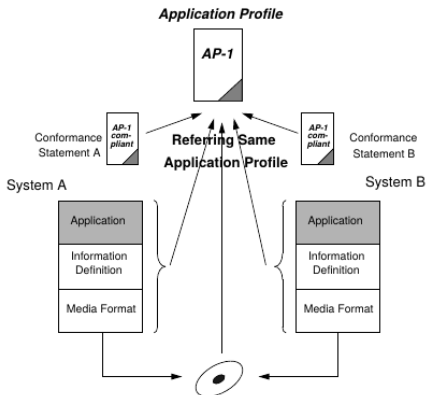 Application Profile
AP-1
AP-1
com-
pliant
Conformance
Statement A
Referring Same
Application Profile
AP-1
com-
pliant
Conformance
Statement B
System A
System B
Application
Information
Definition
Media Format
Application
Information
Definition
Media Format